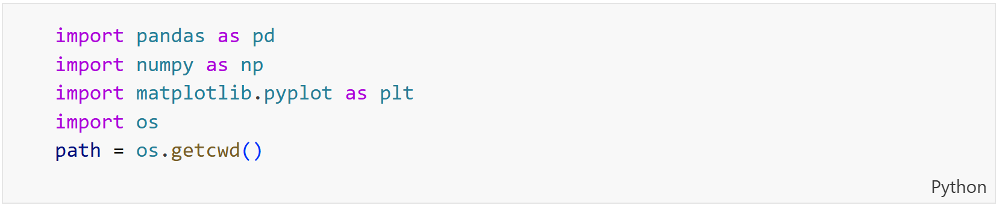 import pandas as pd
import numpy as np
import matplotlib.pyplot as plt
import os
path = os.getcwd()
Python